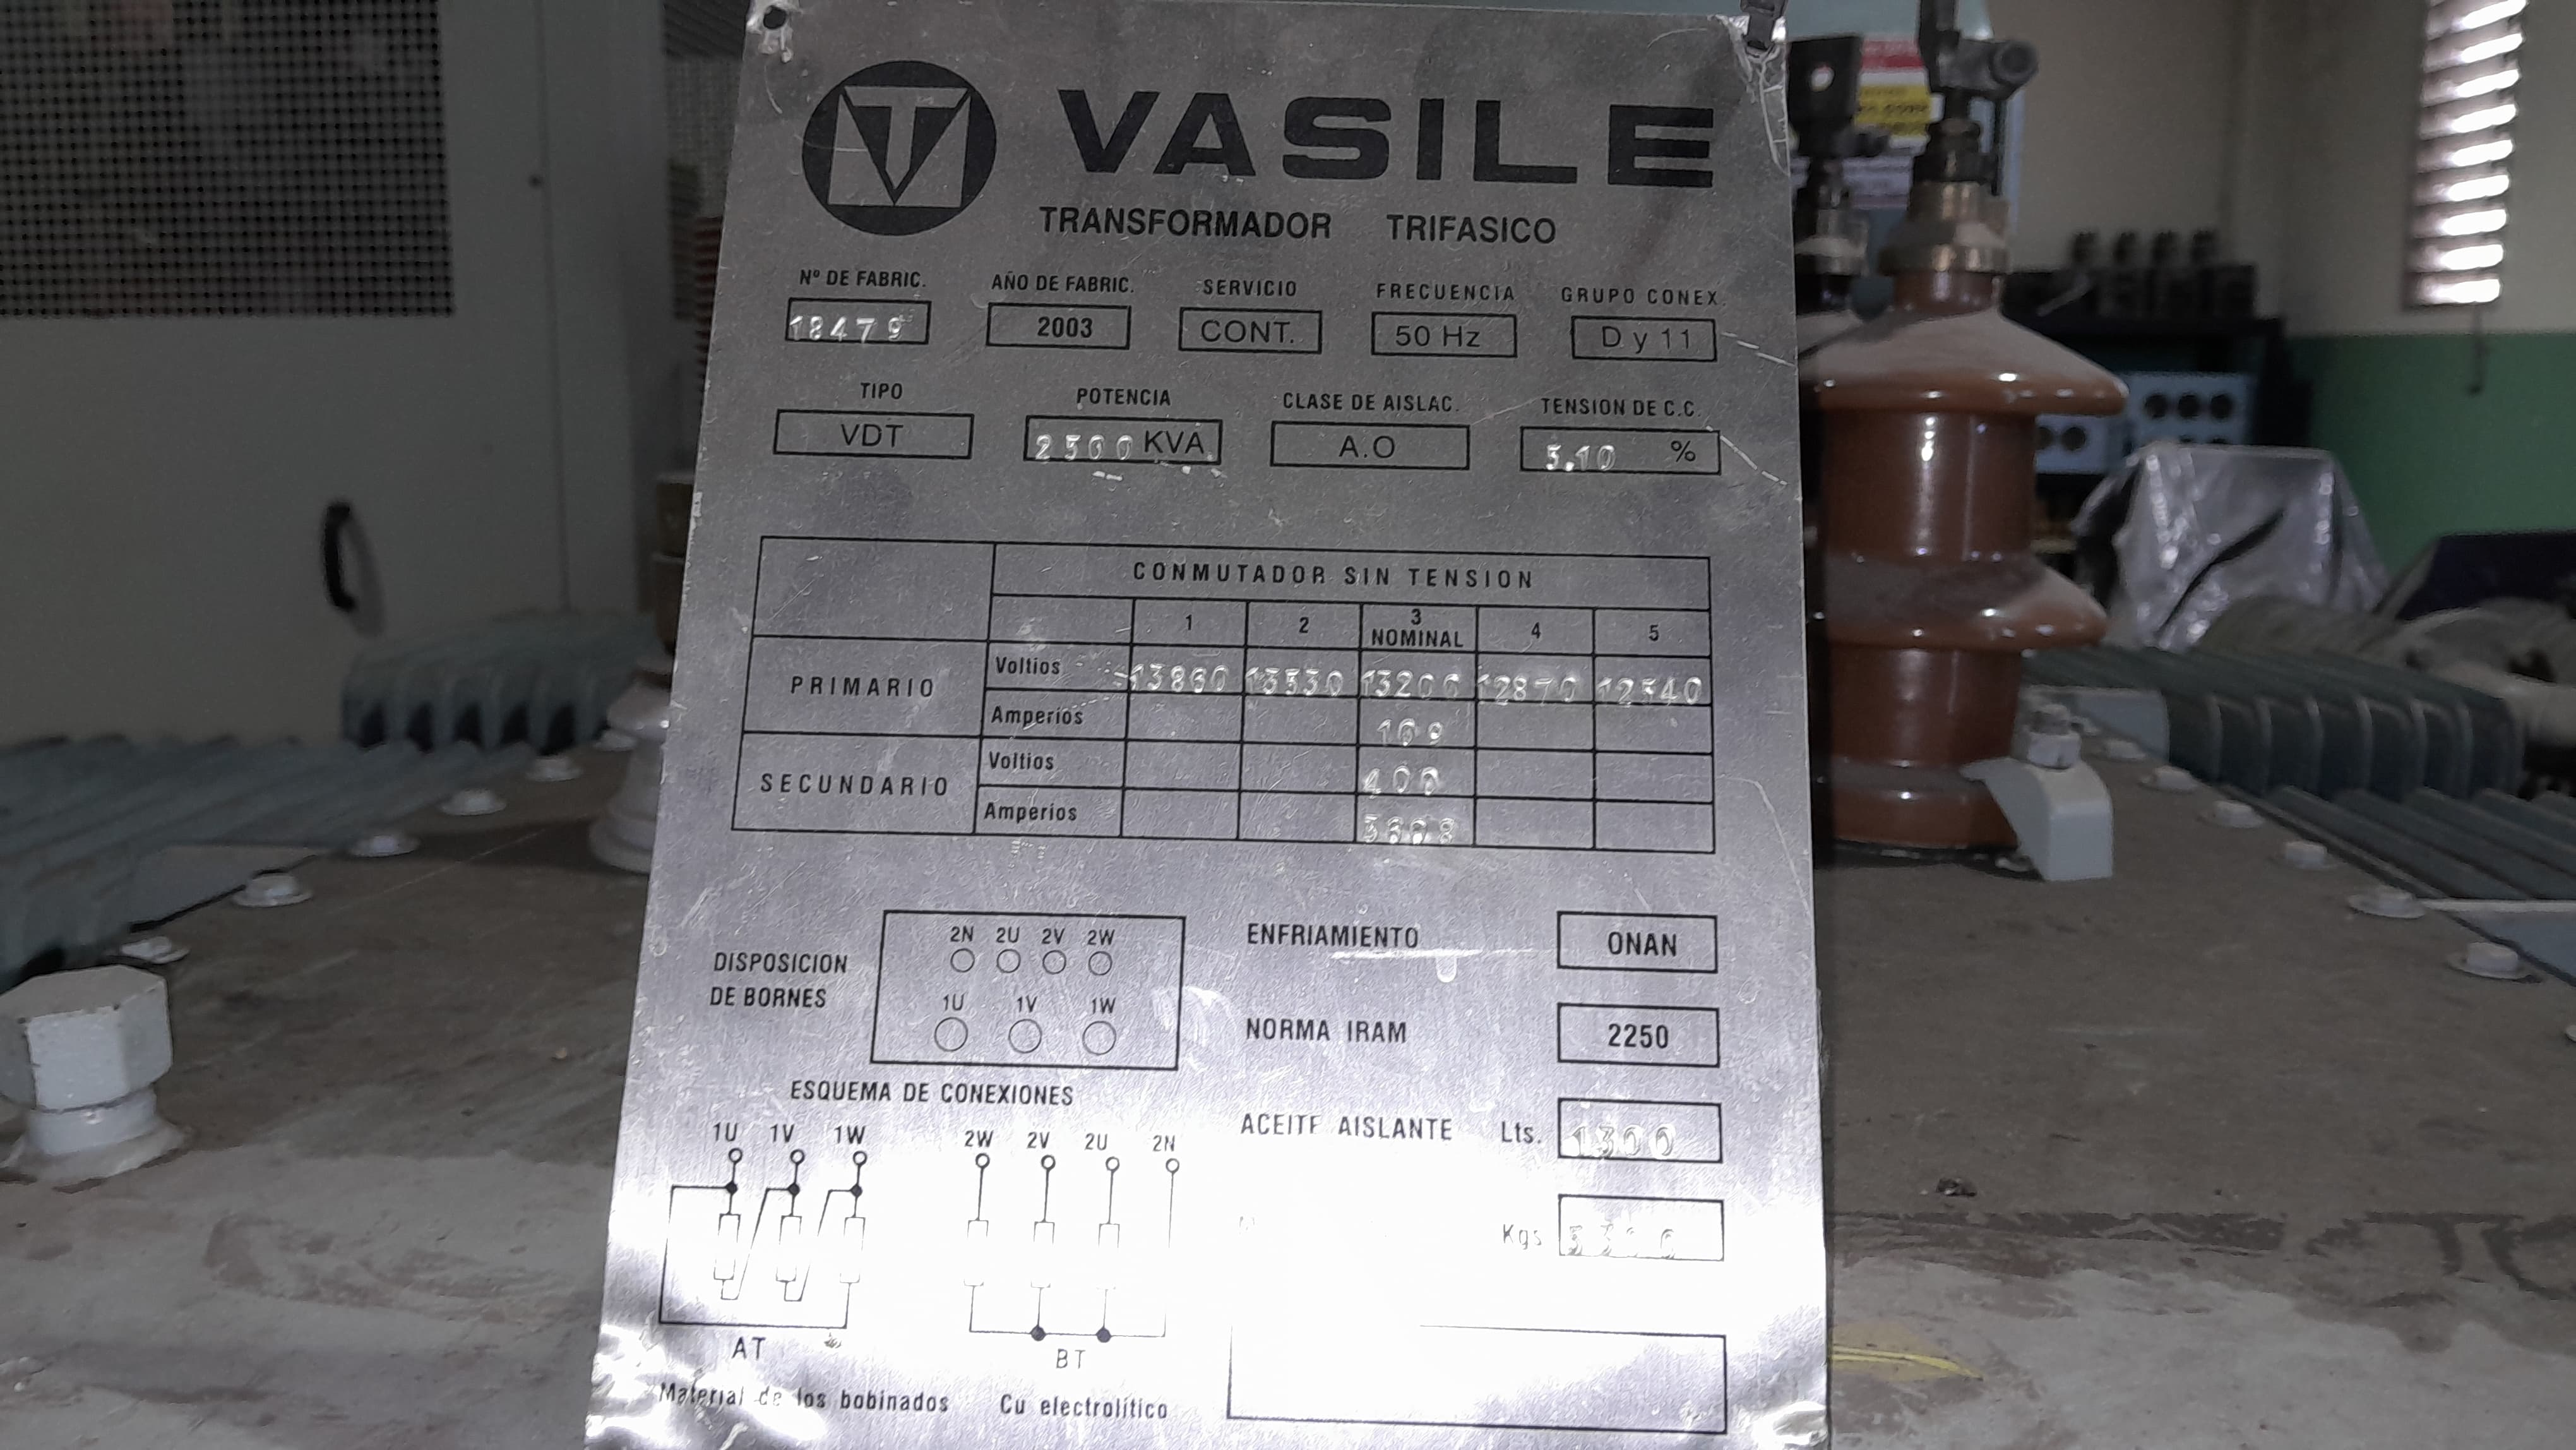 VASILE
TRANSFORMADOR TRIFASICO
Nº DE FABRIC. AÑO DE FABRIC. SERVICIO FRECUENCIA GRUPO CONEX.
18479 2003 CONT. 50 Hz D y 11
TIPO POTENCIA CLASE DE AISLAC. TENSION DE C.C.
VDT 2500 KVA A.O 5.10 %
CONMUTADOR SIN TENSION
1 2 3 NOMINAL 4 5
PRIMARIO Voltios 13860 13530 13200 12870 12540
Amperios 109
SECUNDARIO Voltios 400
Amperios 3608
DISPOSICION DE BORNES
2N 2U 2V 2W
1U 1V 1W
ENFRIAMIENTO ONAN
NORMA IRAM 2250
ESQUEMA DE CONEXIONES
ACEITE AISLANTE Lts. 1300
1U 1V 1W 2W 2V 2U 2N
Kgs
AT BT
Material de los bobinados Cu electrolítico